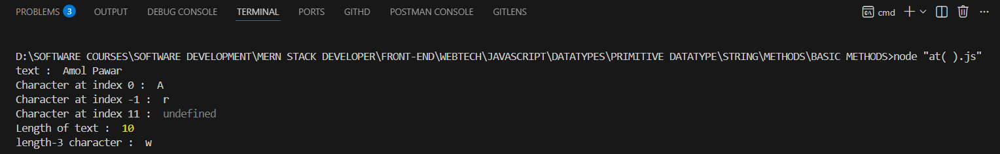 PROBLEMS 3 OUTPUT DEBUG CONSOLE TERMINAL PORTS GITHD POSTMAN CONSOLE GITLENS cmd
D:\SOFTWARE COURSES\SOFTWARE DEVELOPMENT\MERN STACK DEVELOPER\FRONT-END\WEBTECH\JAVASCRIPT\DATATYPES\PRIMITIVE DATATYPE\STRING\METHODS\BASIC METHODS>node "at( ).js"
text :  Amol Pawar
Character at index 0 :  A
Character at index -1 :  r
Character at index 11 :  undefined
Length of text :  10
length-3 character :  w